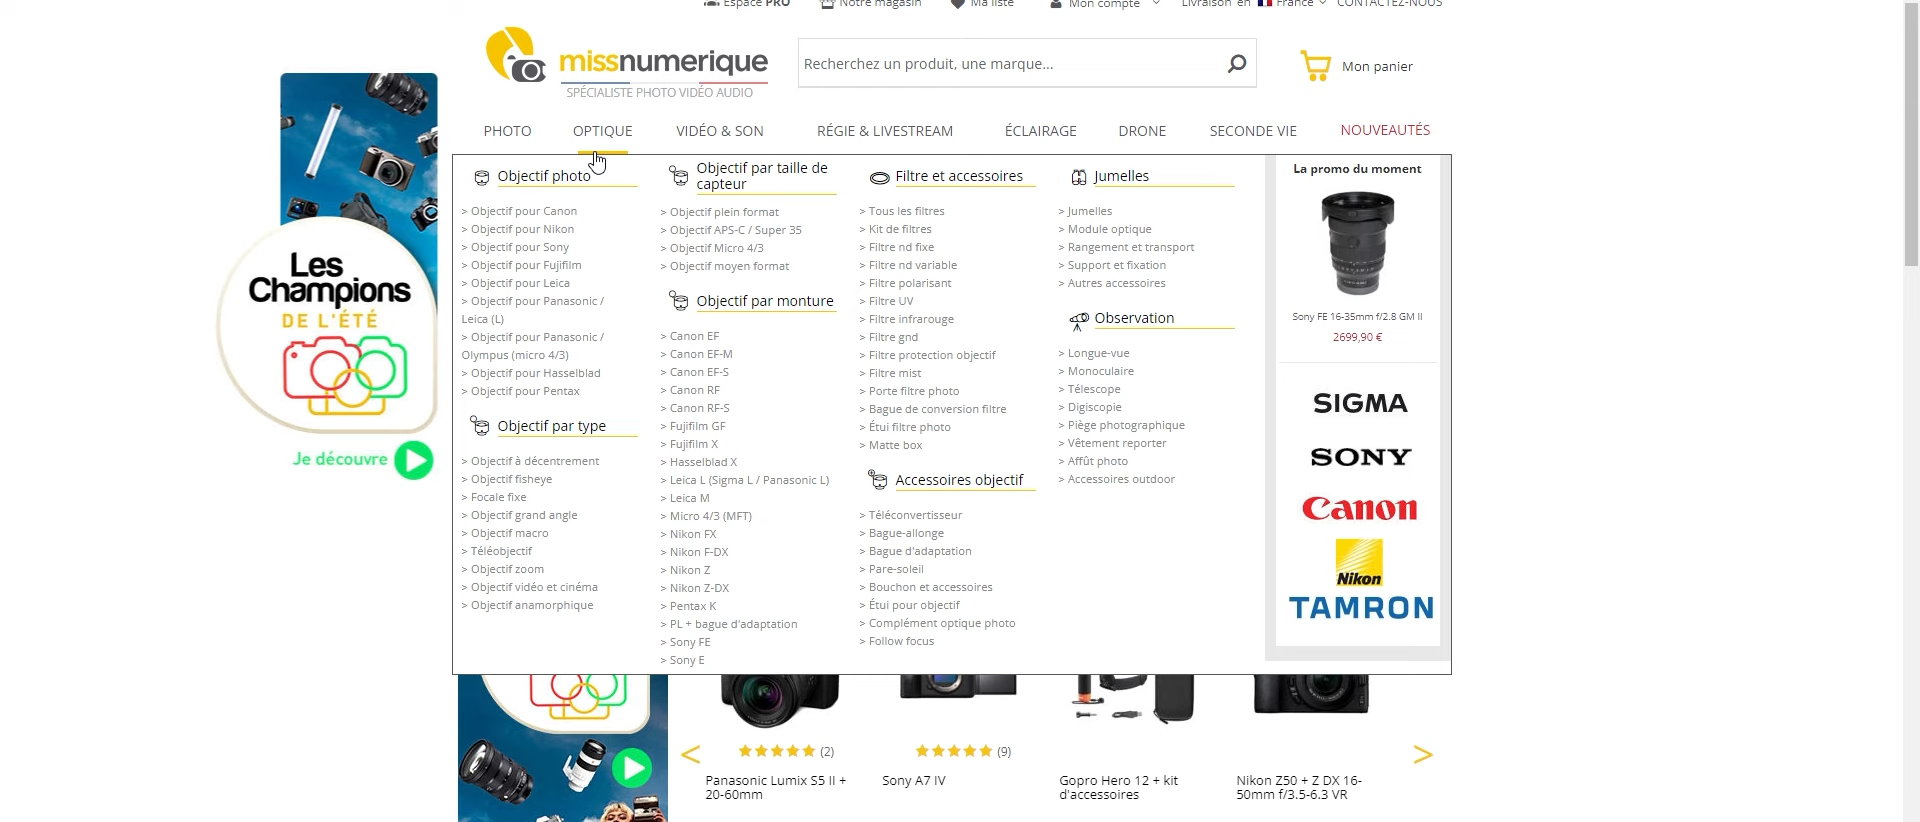 Espace PRO
Notre magasin
Ma liste
Mon compte
Livraison en France
CONTACTEZ-NOUS
missnumerique
SPÉCIALISTE PHOTO VIDÉO AUDIO
Recherchez un produit, une marque...
Mon panier
PHOTO
OPTIQUE
VIDÉO & SON
RÉGIE & LIVESTREAM
ÉCLAIRAGE
DRONE
SECONDE VIE
NOUVEAUTÉS
Les
Champions
DE L'ÉTÉ
Je découvre
Objectif photo
> Objectif pour Canon
> Objectif pour Nikon
> Objectif pour Sony
> Objectif pour Fujifilm
> Objectif pour Leica
> Objectif pour Panasonic /
Leica (L)
> Objectif pour Panasonic /
Olympus (micro 4/3)
> Objectif pour Hasselblad
> Objectif pour Pentax
Objectif par type
> Objectif à décentrement
> Objectif fisheye
> Focale fixe
> Objectif grand angle
> Objectif macro
> Téléobjectif
> Objectif zoom
> Objectif vidéo et cinéma
> Objectif anamorphique
Objectif par taille de
capteur
> Objectif plein format
> Objectif APS-C / Super 35
> Objectif Micro 4/3
> Objectif moyen format
Objectif par monture
> Canon EF
> Canon EF-M
> Canon EF-S
> Canon RF
> Canon RF-S
> Fujifilm GF
> Fujifilm X
> Hasselblad X
> Leica L (Sigma L / Panasonic L)
> Leica M
> Micro 4/3 (MFT)
> Nikon FX
> Nikon F-DX
> Nikon Z
> Nikon Z-DX
> Pentax K
> PL + bague d'adaptation
> Sony FE
> Sony E
Filtre et accessoires
> Tous les filtres
> Kit de filtres
> Filtre nd fixe
> Filtre nd variable
> Filtre polarisant
> Filtre UV
> Filtre infrarouge
> Filtre gnd
> Filtre protection objectif
> Filtre mist
> Porte filtre photo
> Bague de conversion filtre
> Étui filtre photo
> Matte box
Accessoires objectif
> Téléconvertisseur
> Bague-allonge
> Bague d'adaptation
> Pare-soleil
> Bouchon et accessoires
> Étui pour objectif
> Complément optique photo
> Follow focus
Jumelles
> Jumelles
> Module optique
> Rangement et transport
> Support et fixation
> Autres accessoires
Observation
> Longue-vue
> Monoculaire
> Télescope
> Digiscopie
> Piège photographique
> Vêtement reporter
> Affût photo
> Accessoires outdoor
La promo du moment
Sony FE 16-35mm f/2.8 GM II
2699,90 €
SIGMA
SONY
Canon
Nikon
TAMRON
<
(2)
Panasonic Lumix S5 II +
20-60mm
(9)
Sony A7 IV
Gopro Hero 12 + kit
d'accessoires
Nikon Z50 + Z DX 16-
50mm f/3.5-6.3 VR
>